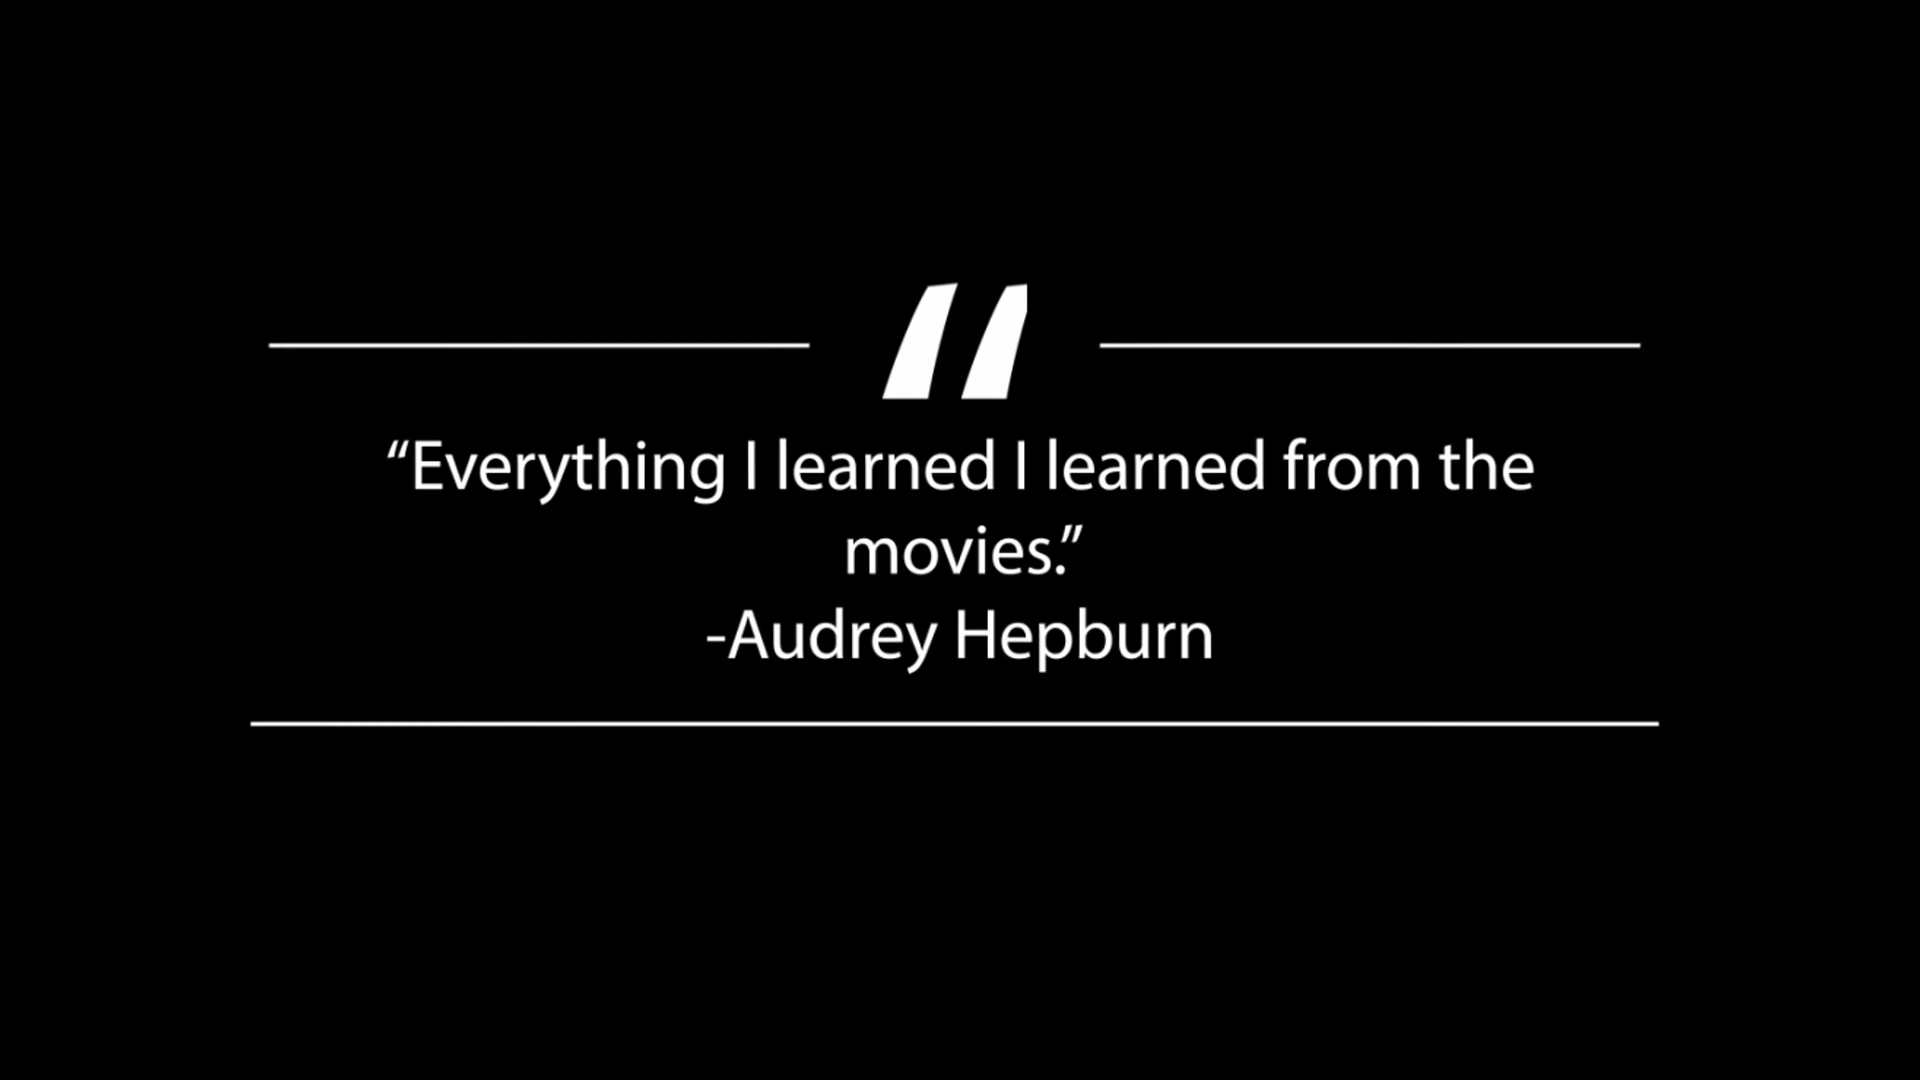 “
“Everything I learned I learned from the
movies.”
-Audrey Hepburn